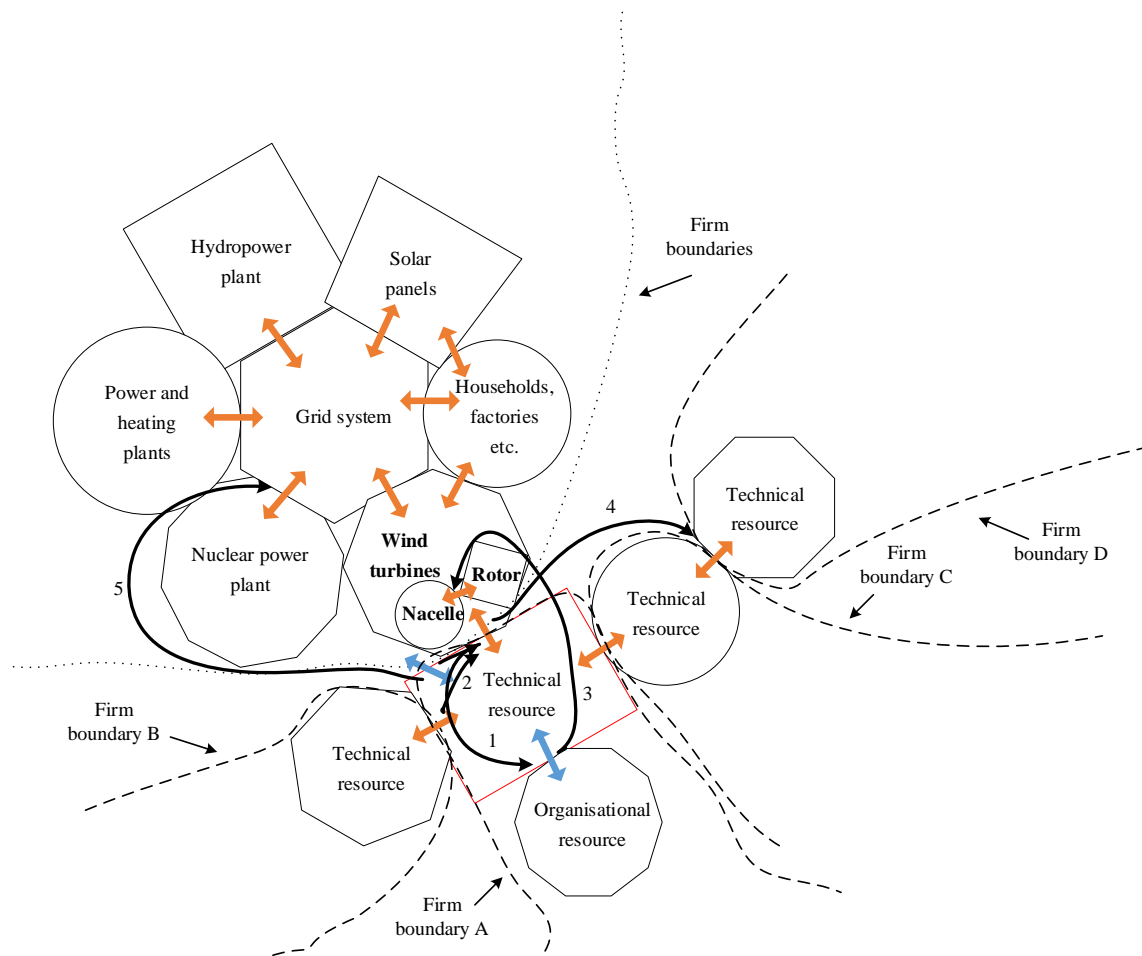 Firm
boundaries
Hydropower
plant
Solar
panels
Power and
heating
plants
Grid system
Households,
factories
etc.
Technical
resource
4
Firm
boundary D
Firm
boundary C
Wind
turbines
Nuclear power
plant
Rotor
5
Nacelle
Technical
resource
2
Technical
resource
3
Firm
boundary B
1
Technical
resource
Organisational
resource
Firm
boundary A